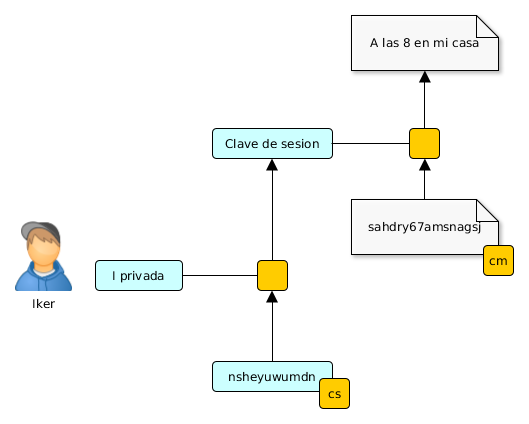 A las 8 en mi casa
Clave de sesion
sahdry67amsnagsj
cm
I privada
Iker
nsheyuwumdn
cs